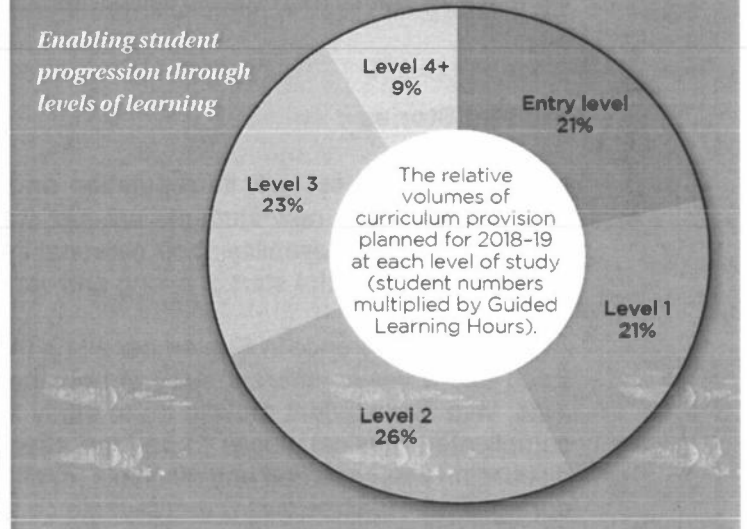 Enabling student
progression through
levels of learning
Level 4+
9%
Entry level
21%
Level 3
23%
The relative
volumes of
curriculum provision
planned for 2018-19
at each level of study
(student numbers
multiplied by Guided
Learning Hours).
Level 1
21%
Level 2
26%